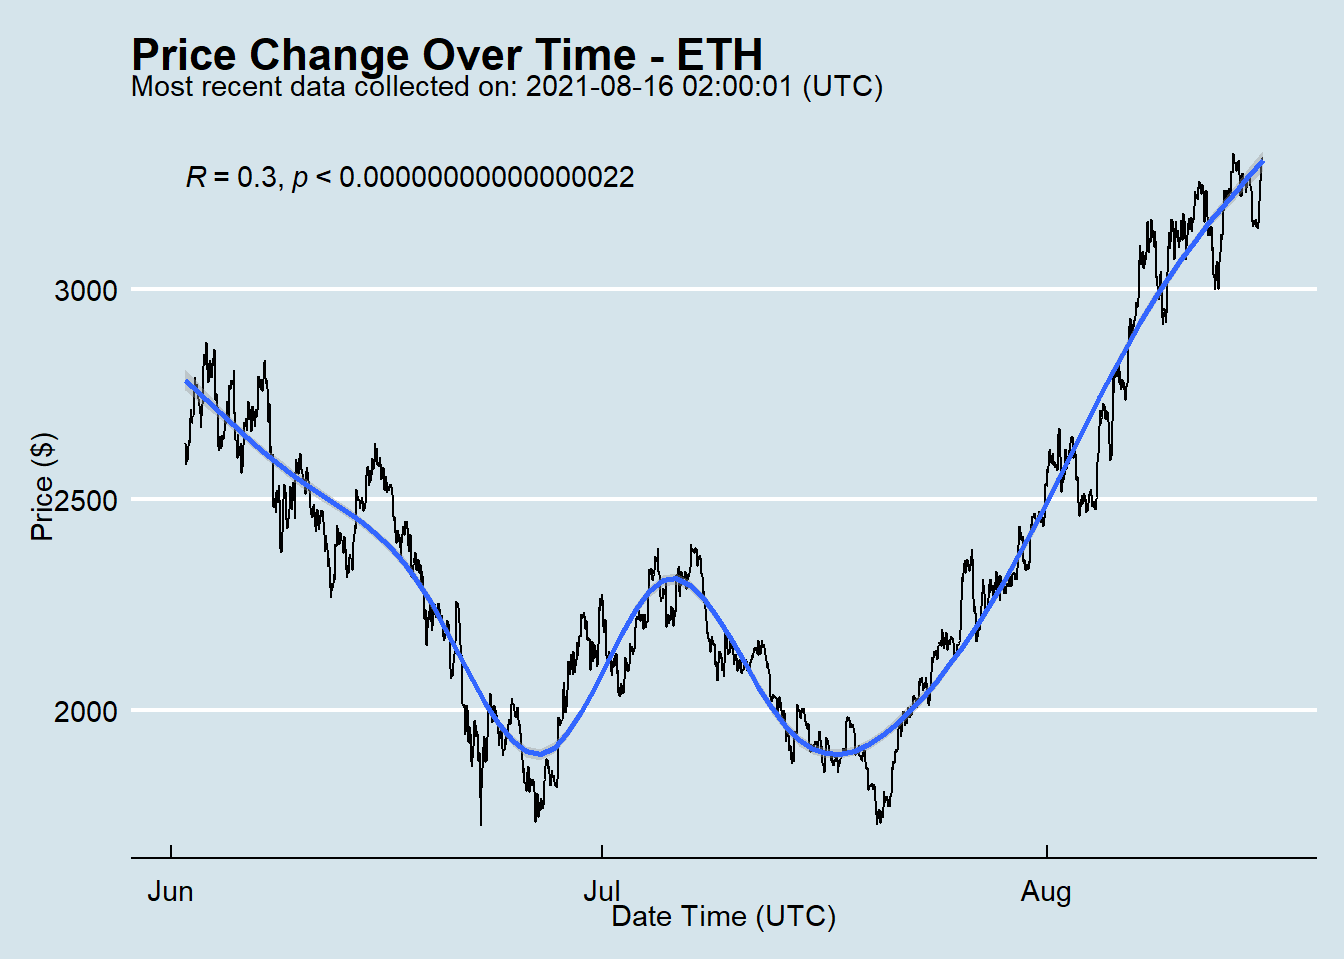 Price Change Over Time - ETH
Most recent data collected on: 2021-08-16 02:00:01 (UTC)
R = 0.3, p < 0.00000000000000022
3000
2500
2000
Price ($)
Jun
Jul
Aug
Date Time (UTC)